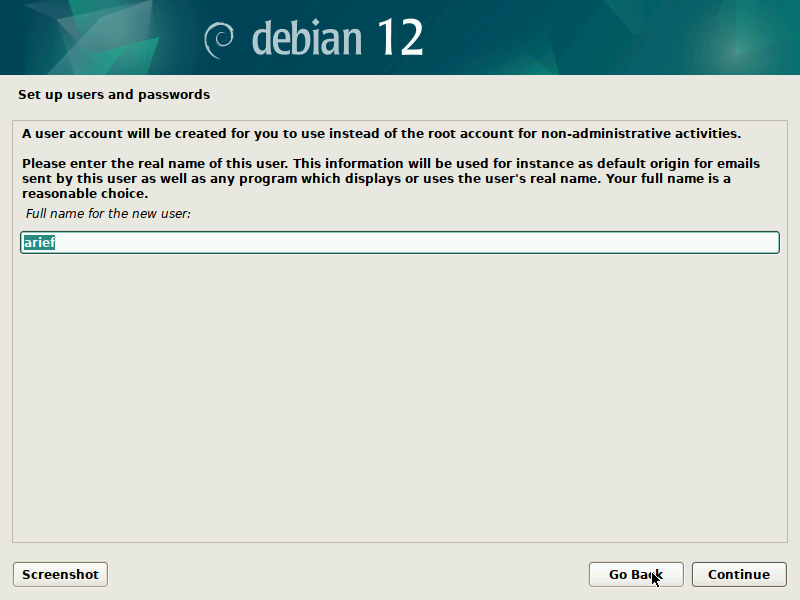 debian 12
Set up users and passwords
A user account will be created for you to use instead of the root account for non-administrative activities.
Please enter the real name of this user. This information will be used for instance as default origin for emails
sent by this user as well as any program which displays or uses the user's real name. Your full name is a
reasonable choice.
Full name for the new user:
arief
Screenshot
Go Back
Continue